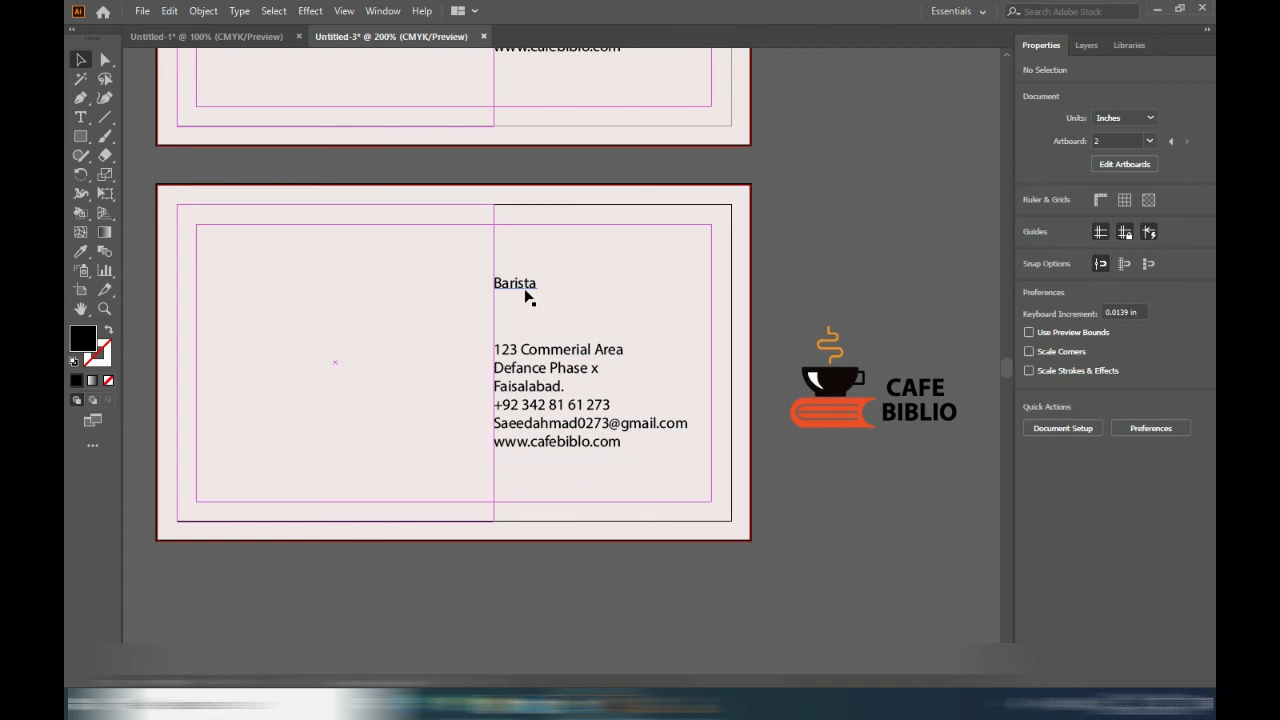 Ai File Edit Object Type Select Effect View Window Help Essentials Search Adobe Stock
Untitled-1* @ 100% (CMYK/Preview) × Untitled-3* @ 200% (CMYK/Preview) ×
Properties Layers Libraries
No Selection
Document
Units: Inches
Artboard: 2
Edit Artboards
Ruler & Grids
Guides
Snap Options
Preferences
Keyboard Increment: 0.0139 in
Use Preview Bounds
Scale Corners
Scale Strokes & Effects
Quick Actions
Document Setup Preferences
www.cafebiblo.com
Barista
123 Commerial Area
Defance Phase x
Faisalabad.
+92 342 81 61 273
Saeedahmad0273@gmail.com
www.cafebiblo.com
CAFE
BIBLIO